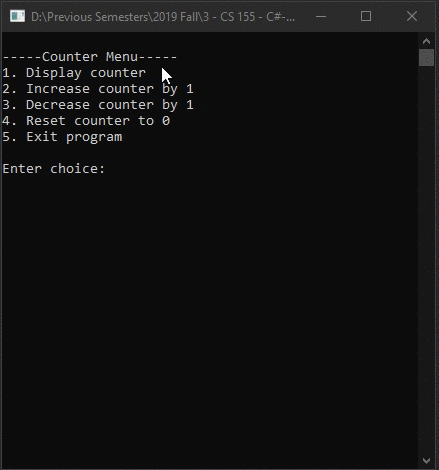 D:\Previous Semesters\2019 Fall\3 - CS 155 - C#-...
-----Counter Menu-----
1. Display counter
2. Increase counter by 1
3. Decrease counter by 1
4. Reset counter to 0
5. Exit program
Enter choice: